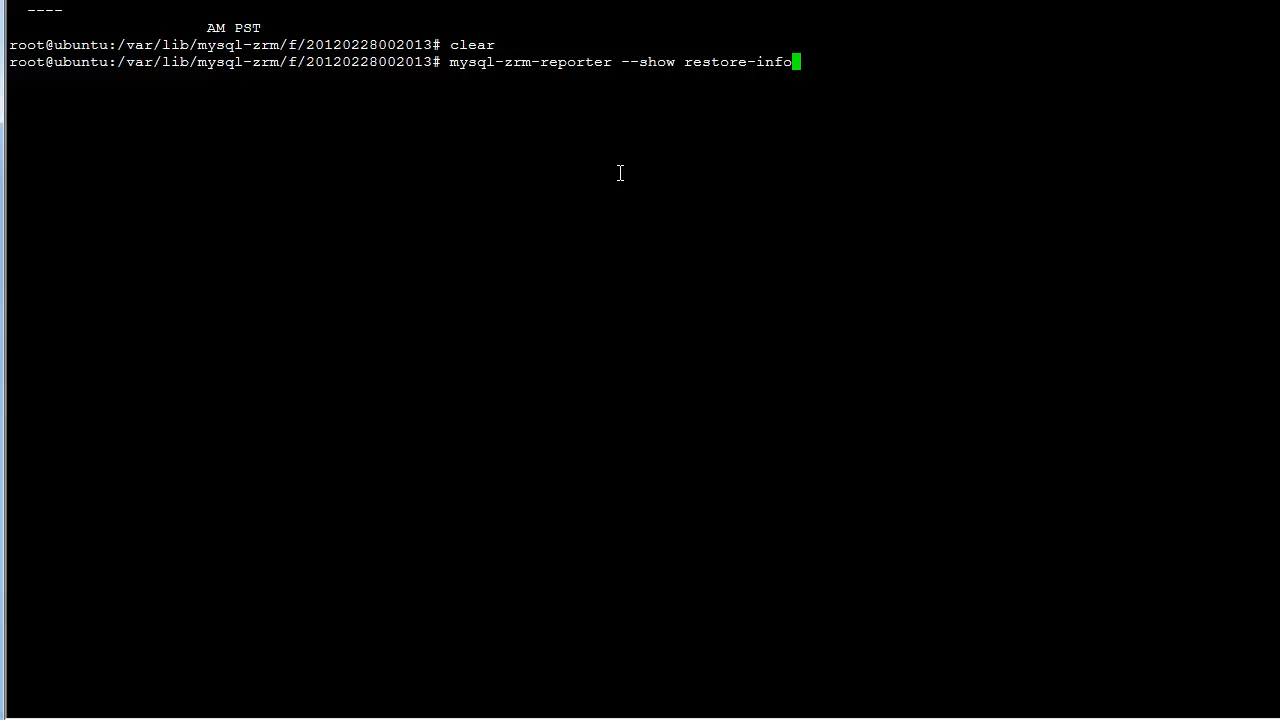 ----
AM PST
root@ubuntu:/var/lib/mysql-zrm/f/20120228002013# clear
root@ubuntu:/var/lib/mysql-zrm/f/20120228002013# mysql-zrm-reporter --show restore-info